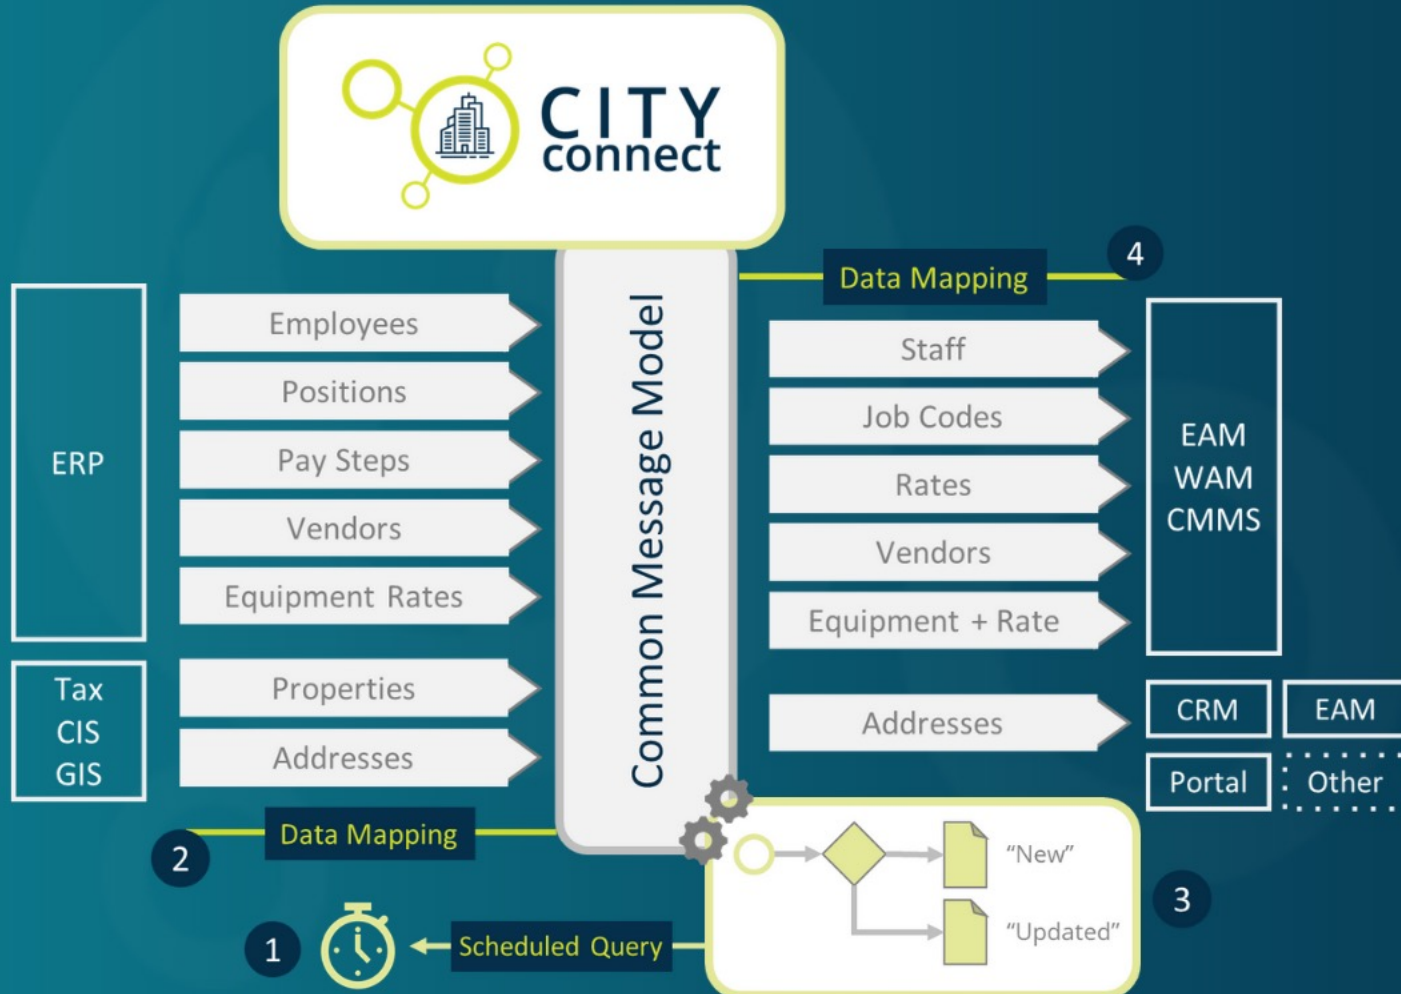 CITY
connect
4
Data Mapping
ERP
Employees
Positions
Pay Steps
Vendors
Equipment Rates
Tax
CIS
GIS
Properties
Addresses
Common Message Model
Staff
Job Codes
Rates
Vendors
Equipment + Rate
EAM
WAM
CMMS
Addresses
CRM
EAM
Portal
Other
2
Data Mapping
"New"
"Updated"
3
1
Scheduled Query